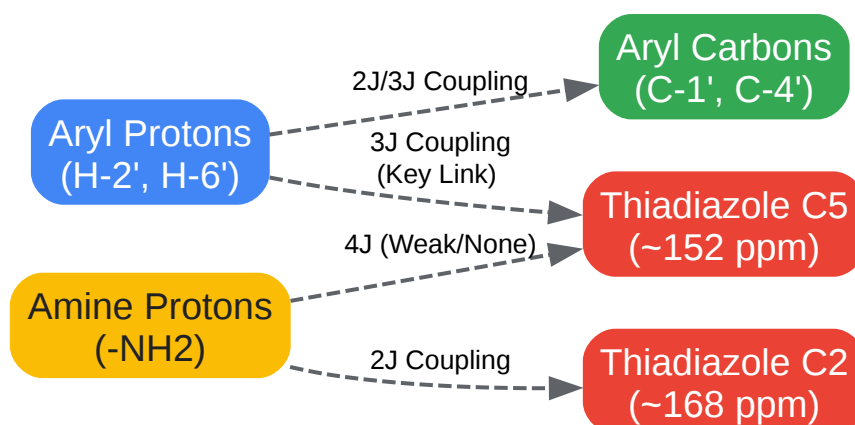 Aryl Carbons
(C-1', C-4')
2J/3J Coupling
Aryl Protons
(H-2', H-6')
3J Coupling
(Key Link)
Thiadiazole C5
(~152 ppm)
4J (Weak/None)
Amine Protons
(-NH2)
2J Coupling
Thiadiazole C2
(~168 ppm)